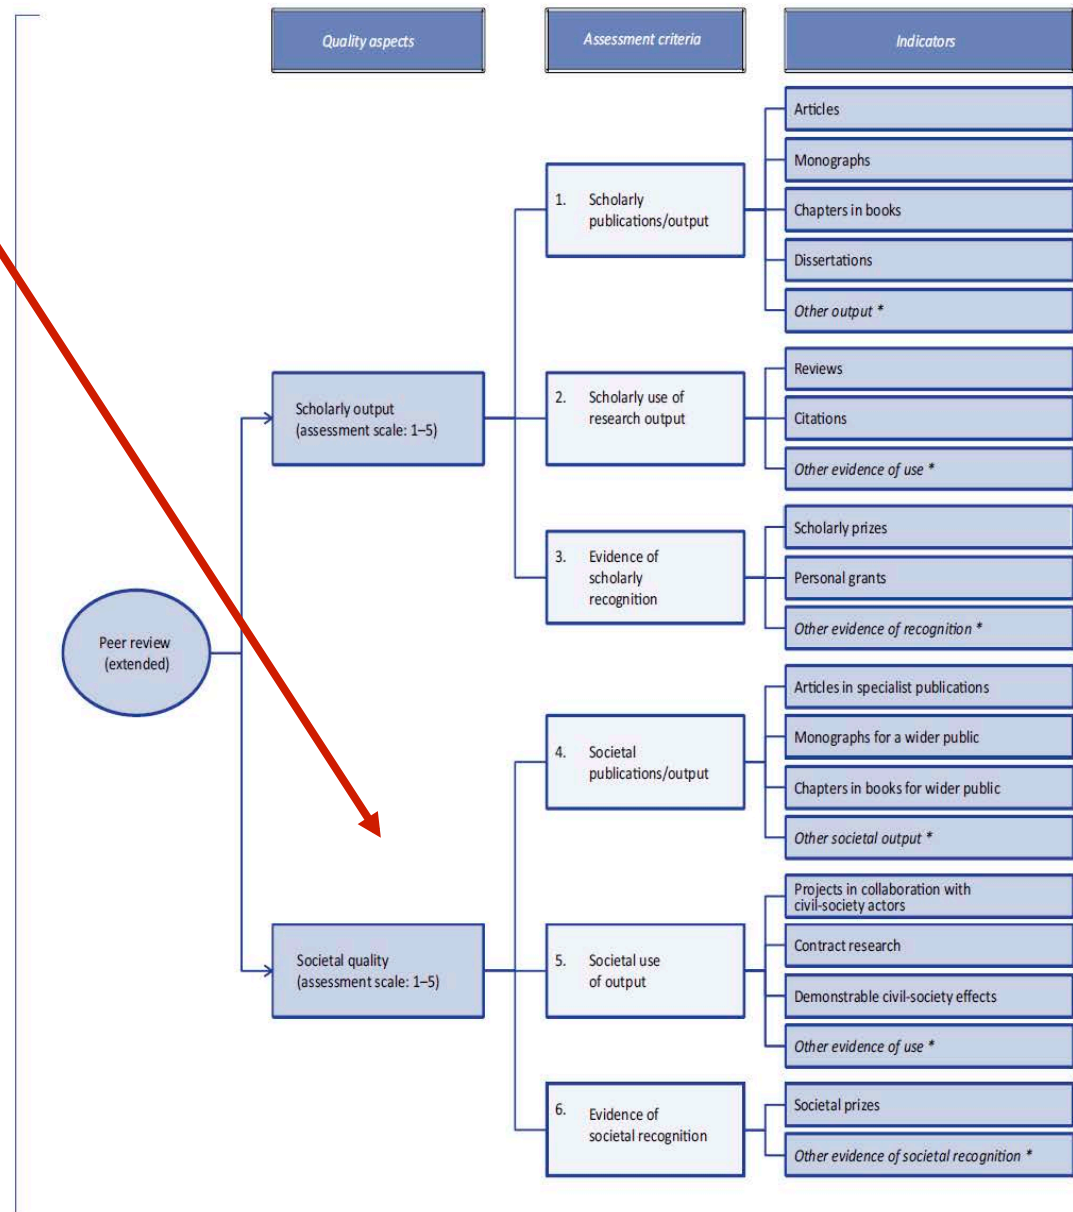 Quality aspects
Assessment criteria
Indicators
Peer review
(extended)
Scholarly output
(assessment scale: 1–5)
1. Scholarly
publications/output
Articles
Monographs
Chapters in books
Dissertations
Other output *
2. Scholarly use of
research output
Reviews
Citations
Other evidence of use *
3. Evidence of
scholarly
recognition
Scholarly prizes
Personal grants
Other evidence of recognition *
Societal quality
(assessment scale: 1–5)
4. Societal
publications/output
Articles in specialist publications
Monographs for a wider public
Chapters in books for wider public
Other societal output *
5. Societal use
of output
Projects in collaboration with
civil-society actors
Contract research
Demonstrable civil-society effects
Other evidence of use *
6. Evidence of
societal recognition
Societal prizes
Other evidence of societal recognition *